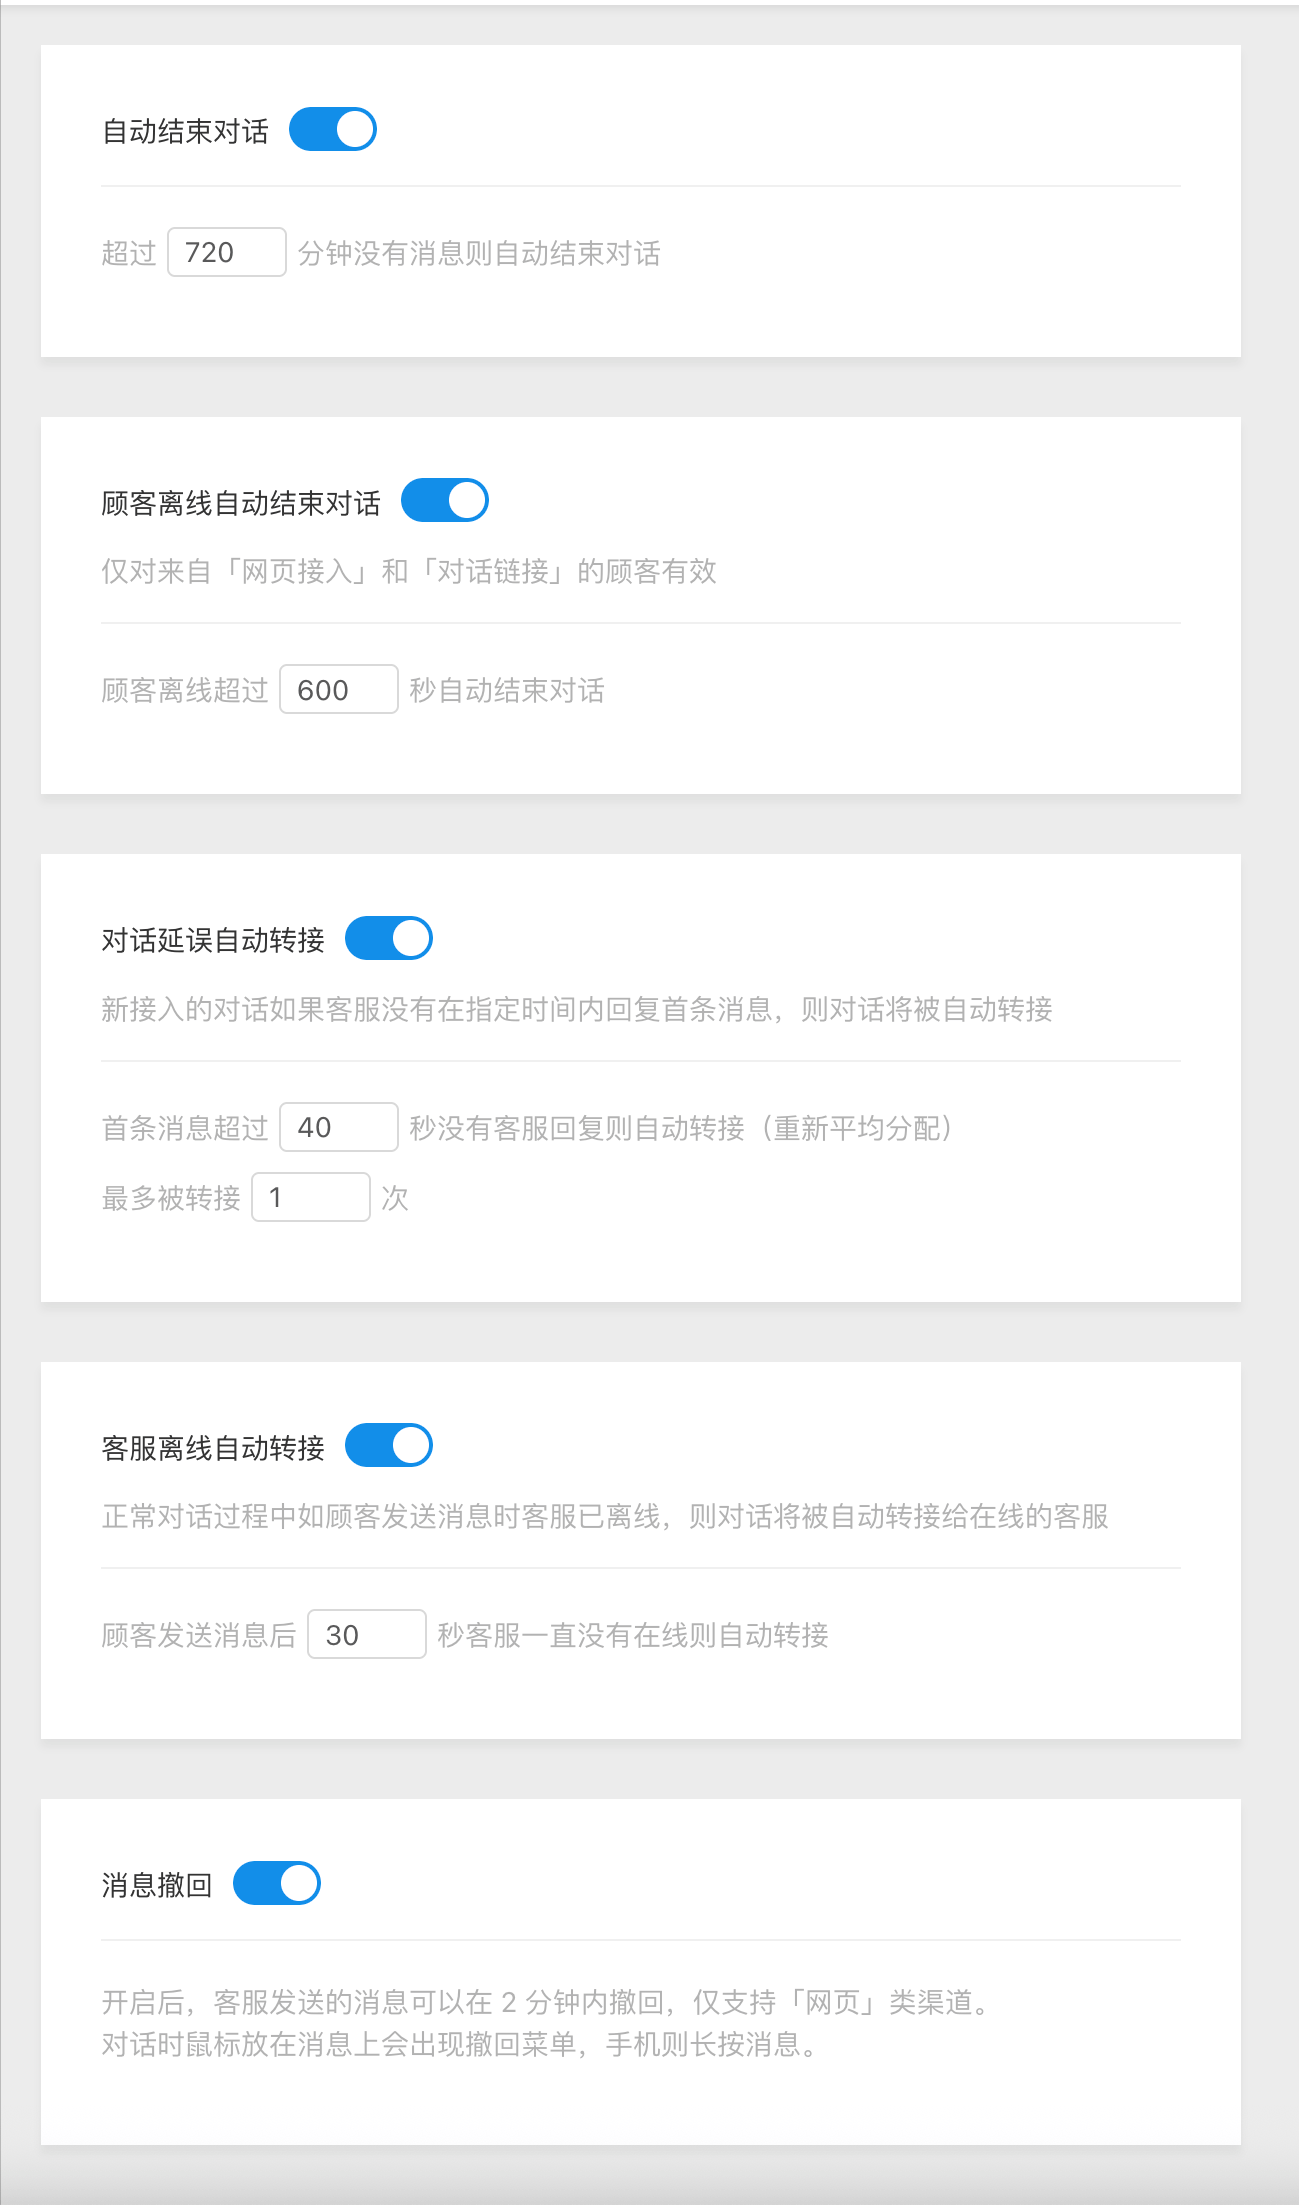 自动结束对话
超过 720 分钟没有消息则自动结束对话
顾客离线自动结束对话
仅对来自「网页接入」和「对话链接」的顾客有效
顾客离线超过 600 秒自动结束对话
对话延误自动转接
新接入的对话如果客服没有在指定时间内回复首条消息，则对话将被自动转接
首条消息超过 40 秒没有客服回复则自动转接（重新平均分配）
最多被转接 1 次
客服离线自动转接
正常对话过程中如顾客发送消息时客服已离线，则对话将被自动转接给在线的客服
顾客发送消息后 30 秒客服一直没有在线则自动转接
消息撤回
开启后，客服发送的消息可以在 2 分钟内撤回，仅支持「网页」类渠道。
对话时鼠标放在消息上会出现撤回菜单，手机则长按消息。